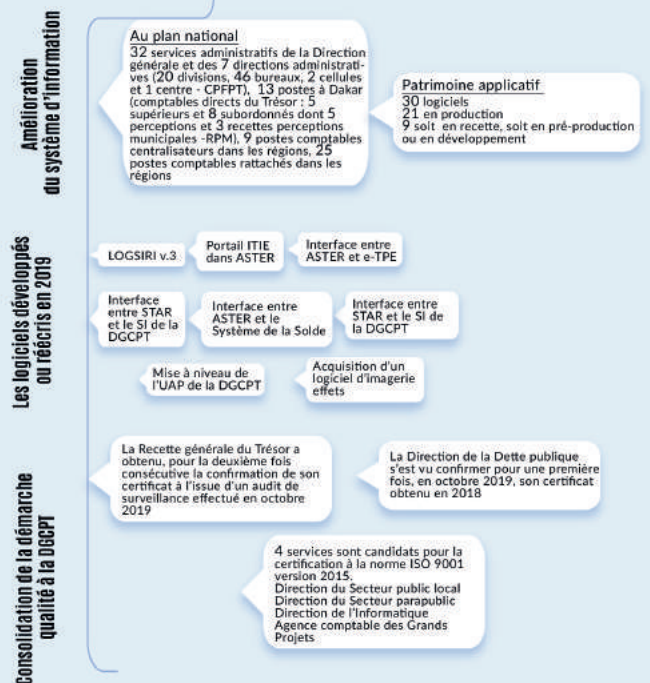 Amélioration
du système d'information
Au plan national
32 services administratifs de la Direction
générale et des 7 directions administrati-
ves (20 divisions, 46 bureaux, 2 cellules
et 1 centre - CPFPT), 13 postes à Dakar
(comptables directs du Trésor : 5
supérieurs et 8 subordonnés dont 5
perceptions et 3 recettes perceptions
municipales -RPM), 9 postes comptables
centralisateurs dans les régions, 25
postes comptables rattachés dans les
régions
Patrimoine applicatif
30 logiciels
21 en production
9 soit en recette, soit en pré-production
ou en développement
Les logiciels développés
ou réécris en 2019
LOGSIRI v.3
Portail ITIE
dans ASTER
Interface entre
ASTER et e-TPE
Interface
entre STAR
et le SI de la
DGCPT
Interface entre
ASTER et le
Système de la Solde
Interface entre
STAR et le SI de
la DGCPT
Mise à niveau de
l'UAP de la DGCPT
Acquisition d'un
logiciel d'imagerie
effets
Consolidation de la démarche
qualité à la DGCPT
La Recette générale du Trésor a
obtenu, pour la deuxième fois
consécutive la confirmation de son
certificat à l'issue d'un audit de
surveillance effectué en octobre
2019
La Direction de la Dette publique
s'est vu confirmer pour une première
fois, en octobre 2019, son certificat
obtenu en 2018
4 services sont candidats pour la
certification à la norme ISO 9001
version 2015.
Direction du Secteur public local
Direction du Secteur parapublic
Direction de l'Informatique
Agence comptable des Grands
Projets